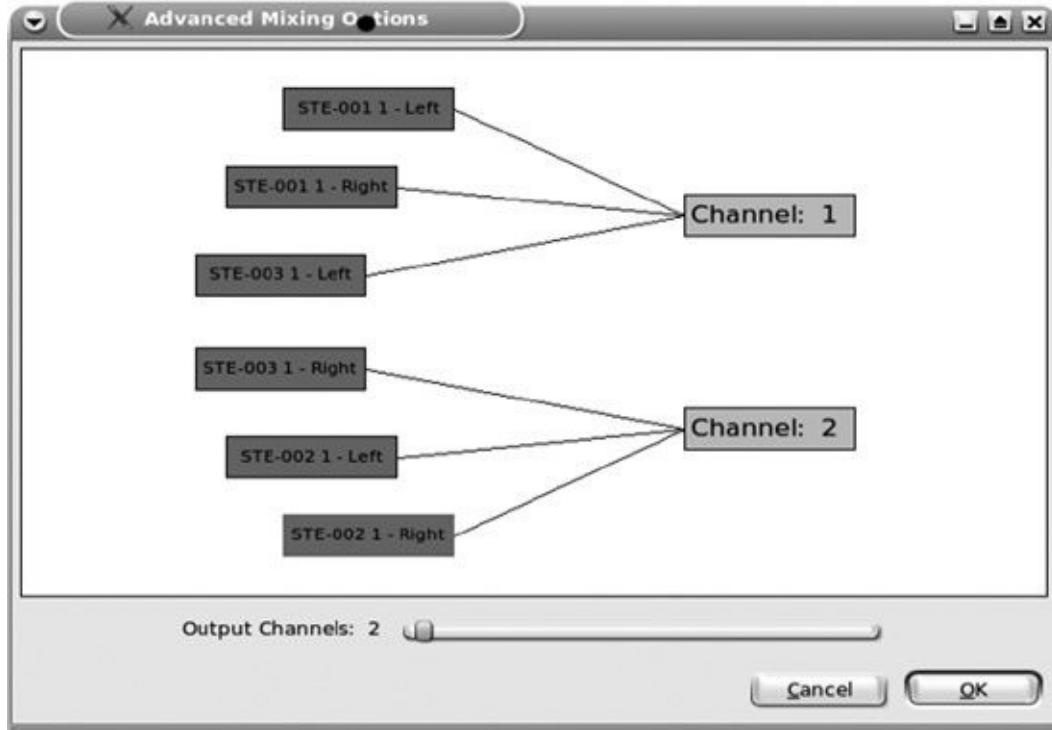 Advanced Mixing Options
STE-001 1 - Left
STE-001 1 - Right
Channel: 1
STE-003 1 - Left
STE-003 1 - Right
Channel: 2
STE-002 1 - Left
STE-002 1 - Right
Output Channels: 2
Cancel
OK